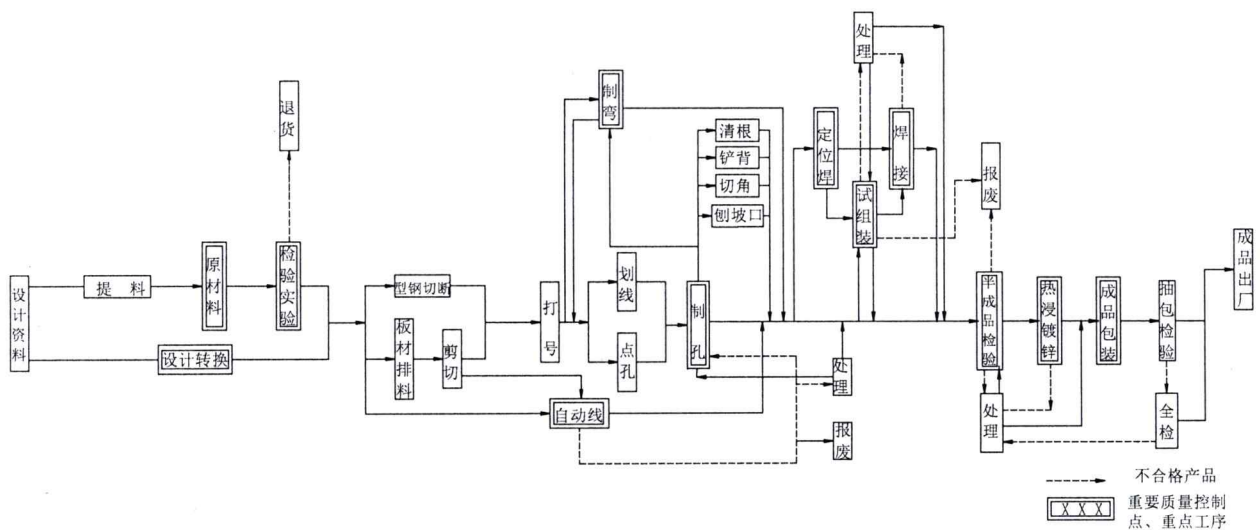 设计资料
提料
原材料
检验实验
退货
设计转换
型钢切断
板材排料
剪切
自动线
打号
划线
点孔
制弯
清根
铲背
切角
刨坡口
制孔
处理
报废
定位焊
处理
试组装
焊接
报废
半成品检验
处理
热浸镀锌
成品包装
抽包检验
全检
成品出厂
不合格产品
XXX
重要质量控制
点、重点工序